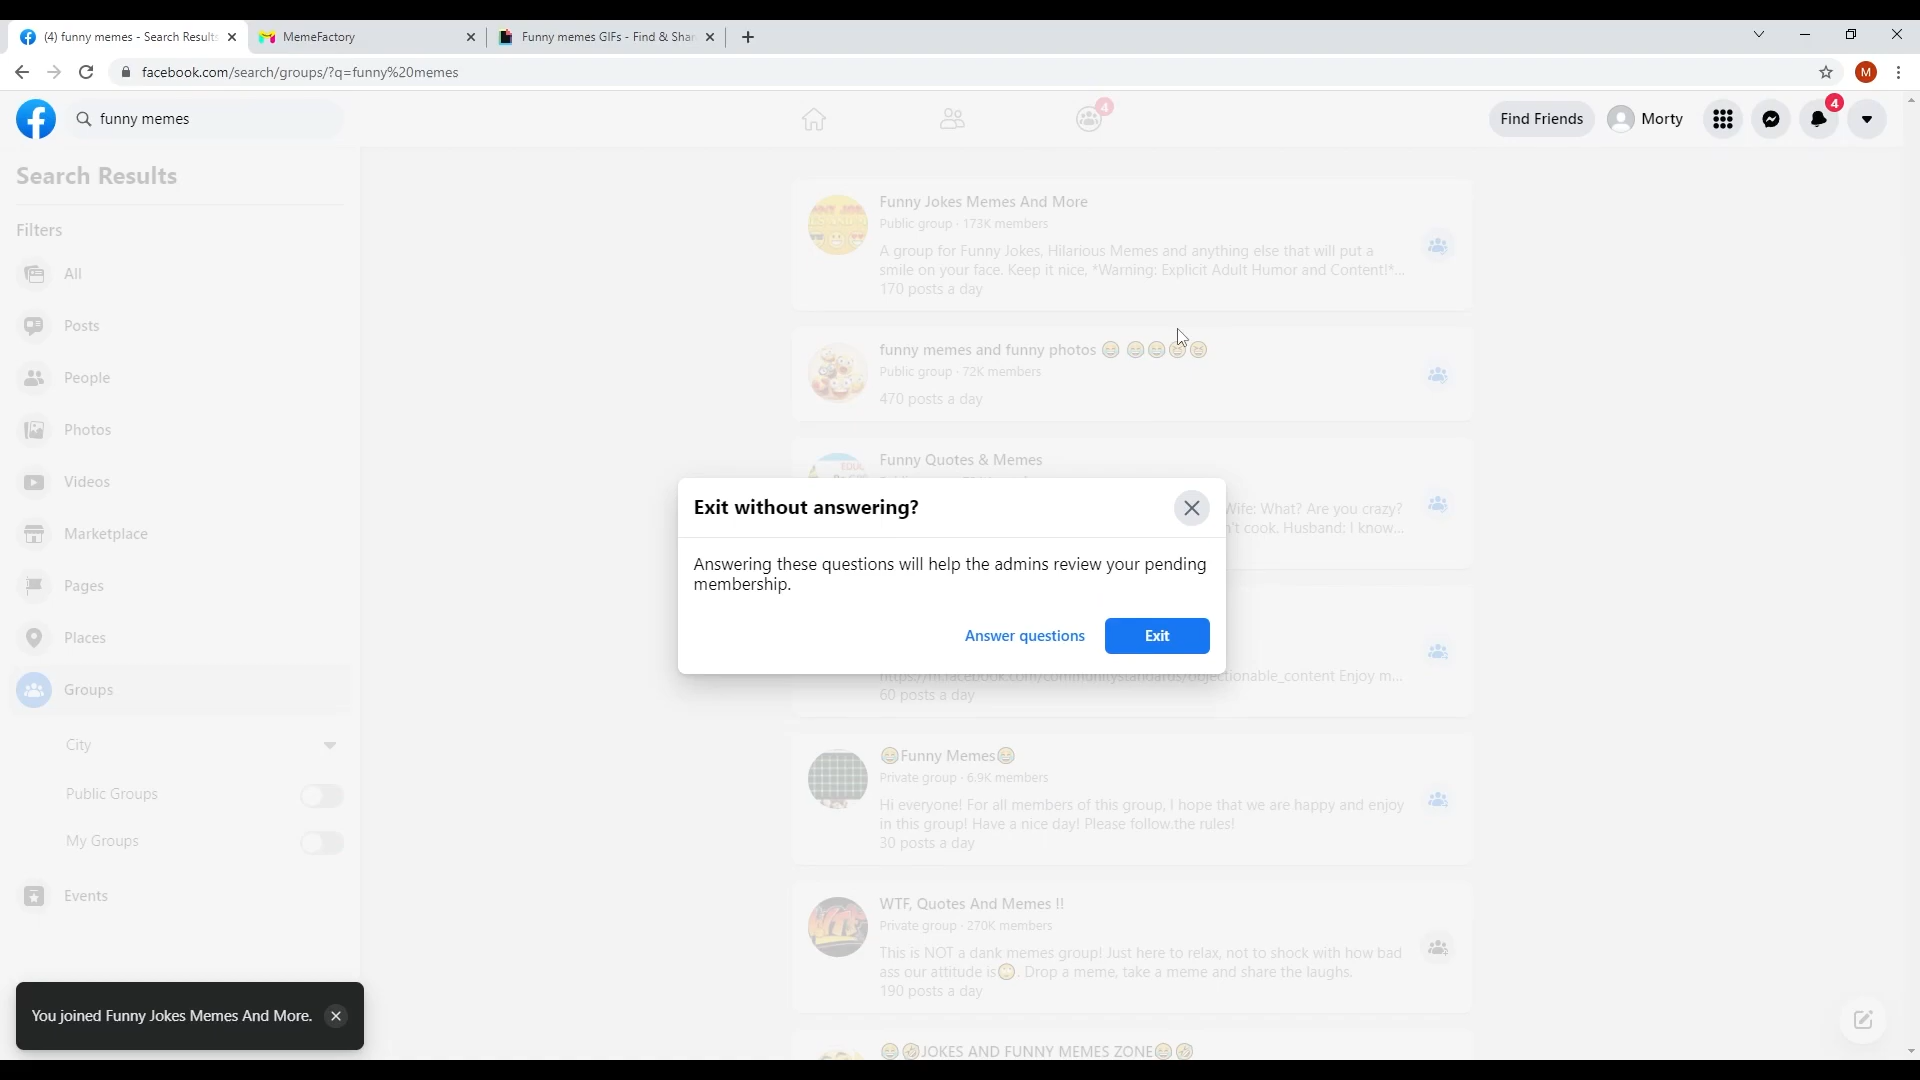 (4) funny memes - Search Results
MemeFactory
Funny memes GIFs - Find & Shar
facebook.com/search/groups/?q=funny%20memes
M
funny memes
4
Find Friends
Morty
4
Search Results
Filters
All
Posts
People
Photos
Videos
Marketplace
Pages
Places
Groups
City
Public Groups
My Groups
Events
Funny Jokes Memes And More
Public group · 173K members
A group for Funny Jokes, Hilarious Memes and anything else that will put a
smile on your face. Keep it nice, *Warning: Explicit Adult Humor and Content!*...
170 posts a day
funny memes and funny photos 😂 😂😂😆😆
Public group · 72K members
470 posts a day
Funny Quotes & Memes
Wife: What? Are you crazy?
't cook, Husband: I know...
Exit without answering?
Answering these questions will help the admins review your pending
membership.
Answer questions
Exit
https://m.facebook.com/communitystandards/objectionable_content Enjoy m...
60 posts a day
😂Funny Memes😂
Private group · 6.9K members
Hi everyone! For all members of this group, I hope that we are happy and enjoy
in this group! Have a nice day! Please follow.the rules!
30 posts a day
WTF, Quotes And Memes !!
Private group · 270K members
This is NOT a dank memes group! Just here to relax, not to shock with how bad
ass our attitude is🙄. Drop a meme, take a meme and share the laughs.
190 posts a day
😂🤣JOKES AND FUNNY MEMES ZONE😂🤣
You joined Funny Jokes Memes And More.